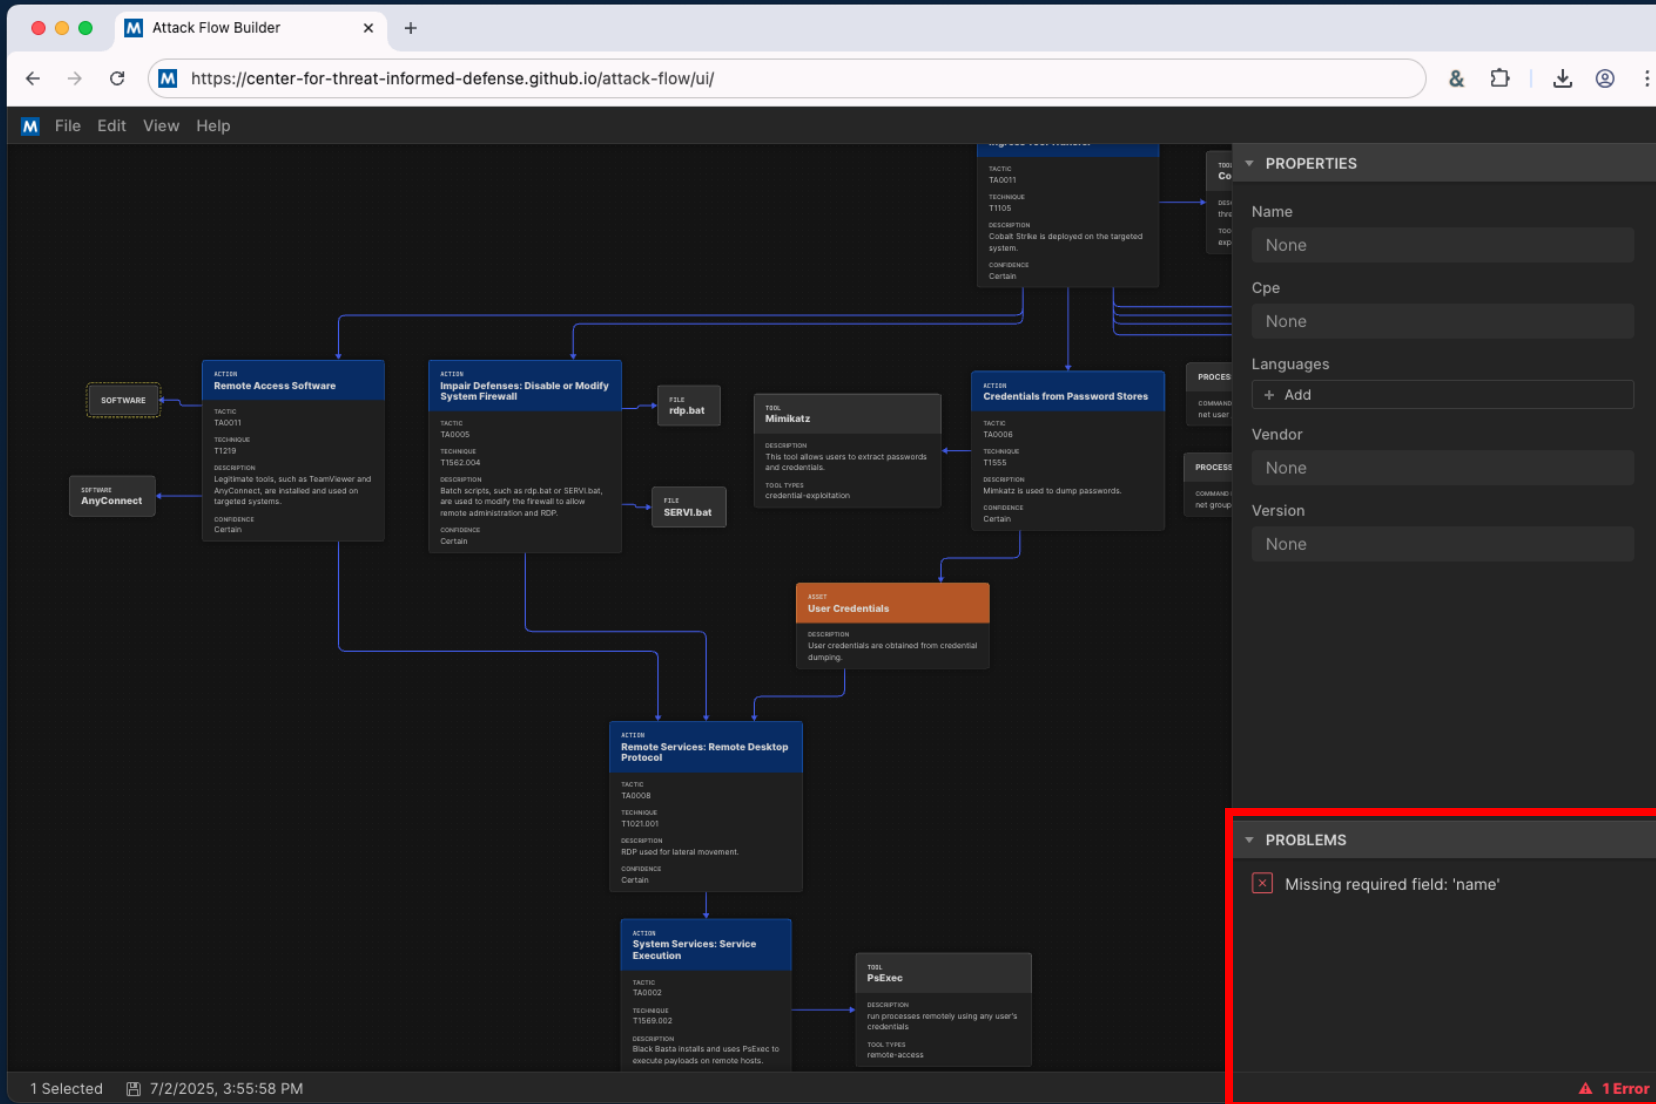 Attack Flow Builder
https://center-for-threat-informed-defense.github.io/attack-flow/ui/
File Edit View Help
TACTIC
TA0011
TECHNIQUE
T1105
DESCRIPTION
Cobalt Strike is deployed on the targeted
system.
CONFIDENCE
Certain
SOFTWARE
ACTION
Remote Access Software
TACTIC
TA0011
TECHNIQUE
T1219
DESCRIPTION
Legitimate tools, such as TeamViewer and
AnyConnect, are installed and used on
targeted systems.
CONFIDENCE
Certain
SOFTWARE
AnyConnect
ACTION
Impair Defenses: Disable or Modify
System Firewall
TACTIC
TA0005
TECHNIQUE
T1562.004
DESCRIPTION
Batch scripts, such as rdp.bat or SERVI.bat,
are used to modify the firewall to allow
remote administration and RDP.
CONFIDENCE
Certain
FILE
rdp.bat
FILE
SERVI.bat
TOOL
Mimikatz
DESCRIPTION
This tool allows users to extract passwords
and credentials.
TOOL TYPES
credential-exploitation
ACTION
Credentials from Password Stores
TACTIC
TA0006
TECHNIQUE
T1555
DESCRIPTION
Mimkatz is used to dump passwords.
CONFIDENCE
Certain
net user
net group
ASSET
User Credentials
DESCRIPTION
User credentials are obtained from credential
dumping.
ACTION
Remote Services: Remote Desktop
Protocol
TACTIC
TA0008
TECHNIQUE
T1021.001
DESCRIPTION
RDP used for lateral movement.
CONFIDENCE
Certain
ACTION
System Services: Service
Execution
TACTIC
TA0002
TECHNIQUE
T1569.002
DESCRIPTION
Black Basta installs and uses PsExec to
execute payloads on remote hosts.
TOOL
PsExec
DESCRIPTION
run processes remotely using any user's
credentials
TOOL TYPES
remote-access
PROPERTIES
Name
None
Cpe
None
Languages
+ Add
Vendor
None
Version
None
PROBLEMS
Missing required field: 'name'
1 Selected 7/2/2025, 3:55:58 PM
1 Error